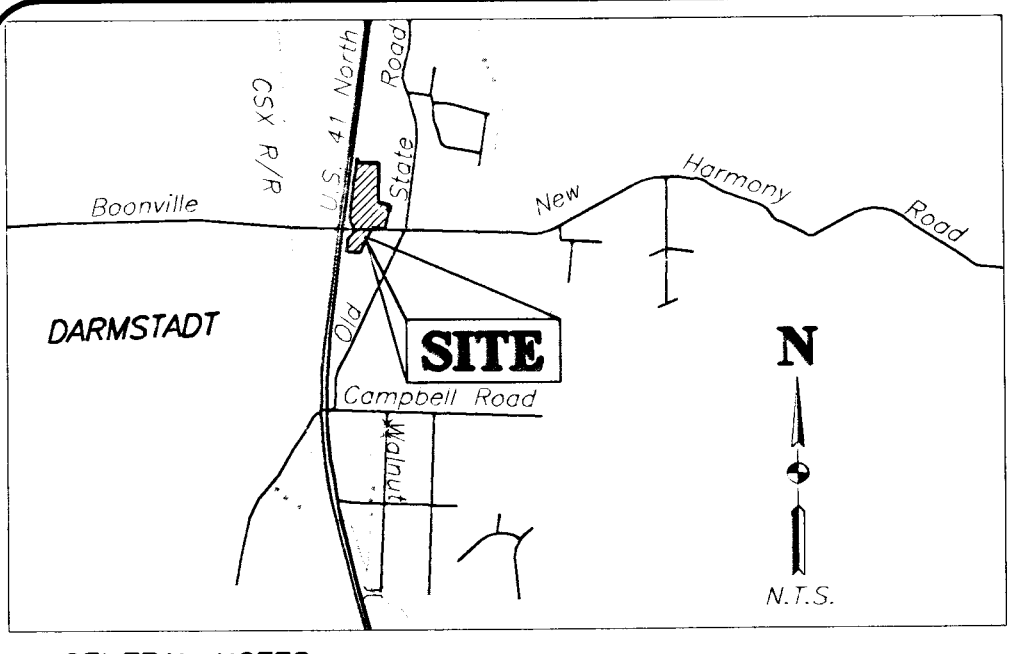 CSX R/R
U.S. 41 North
Old State Road
Boonville New Harmony Road
DARMSTADT
SITE
Campbell Road
Walnut
N
N.T.S.
GENERAL NOTES